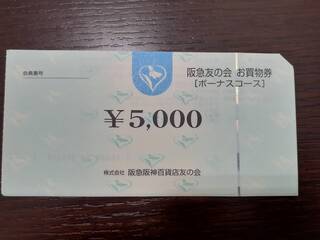 阪急友の会 お買物券
[ボーナスコース]
会員番号
￥5,000
株式会社 阪急阪神百貨店友の会